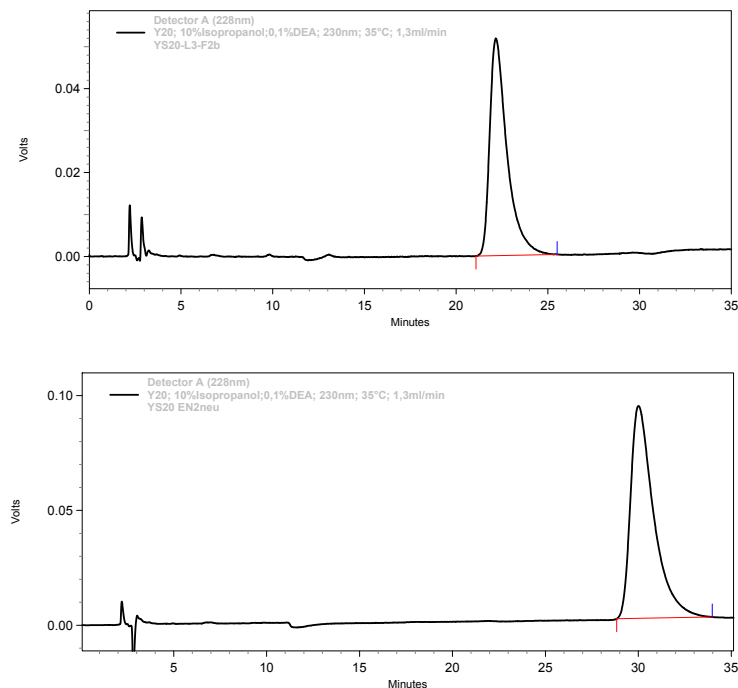 Detector A (228nm)
Y20; 10%Isopropanol;0,1%DEA; 230nm; 35°C; 1,3ml/min
YS20-L3-F2b
Volts
0.04
0.02
0.00
0 5 10 15 20 25 30 35
Minutes
Detector A (228nm)
Y20; 10%Isopropanol;0,1%DEA; 230nm; 35°C; 1,3ml/min
YS20 EN2neu
Volts
0.10
0.05
0.00
5 10 15 20 25 30 35
Minutes